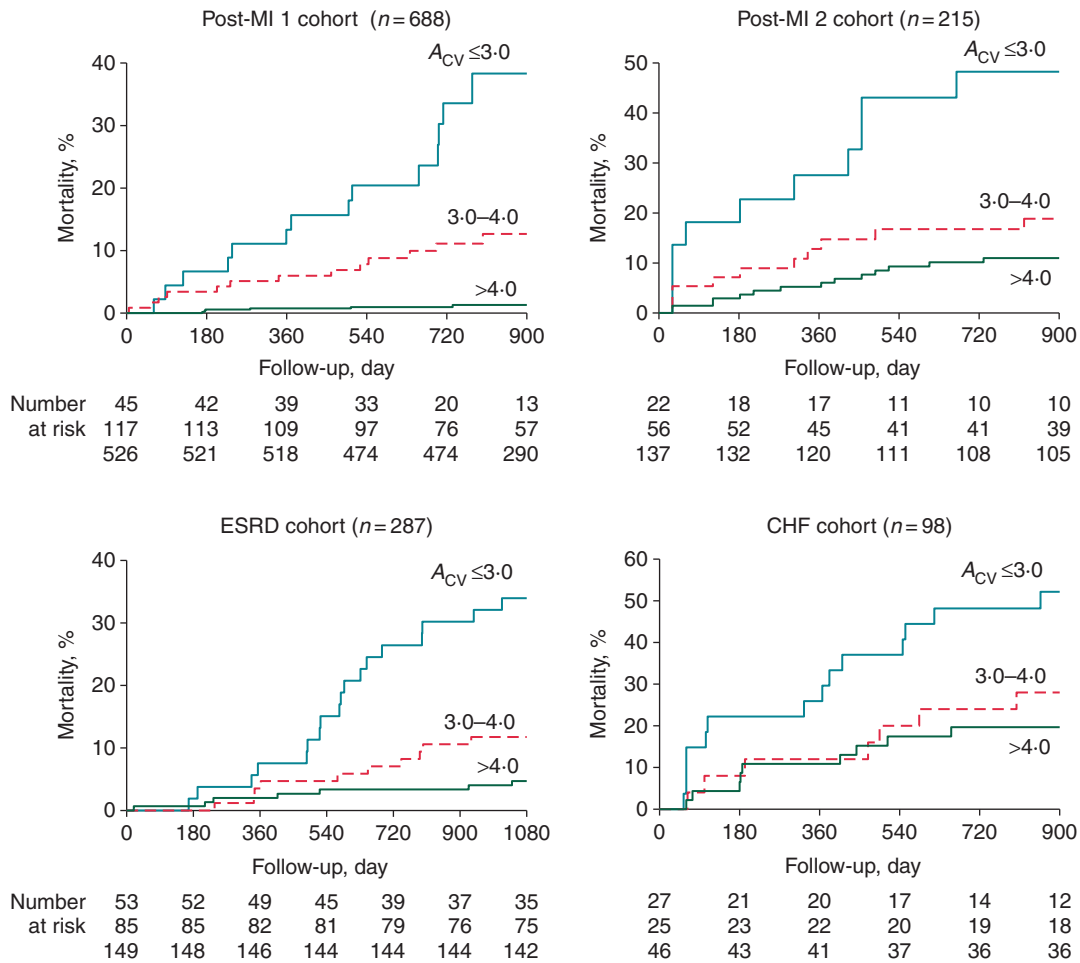 Post-MI 1 cohort (n=688)
Mortality, %
40
30
20
10
0
A_CV ≤3·0
3·0–4·0
>4·0
0 180 360 540 720 900
Follow-up, day
Number 45 42 39 33 20 13
at risk 117 113 109 97 76 57
526 521 518 474 474 290
Post-MI 2 cohort (n=215)
Mortality, %
50
40
30
20
10
0
A_CV ≤3·0
3·0–4·0
>4·0
0 180 360 540 720 900
Follow-up, day
22 18 17 11 10 10
56 52 45 41 41 39
137 132 120 111 108 105
ESRD cohort (n=287)
Mortality, %
40
30
20
10
0
A_CV ≤3·0
3·0–4·0
>4·0
0 180 360 540 720 900 1080
Follow-up, day
Number 53 52 49 45 39 37 35
at risk 85 85 82 81 79 76 75
149 148 146 144 144 144 142
CHF cohort (n=98)
Mortality, %
60
50
40
30
20
10
0
A_CV ≤3·0
3·0–4·0
>4·0
0 180 360 540 720 900
Follow-up, day
27 21 20 17 14 12
25 23 22 20 19 18
46 43 41 37 36 36